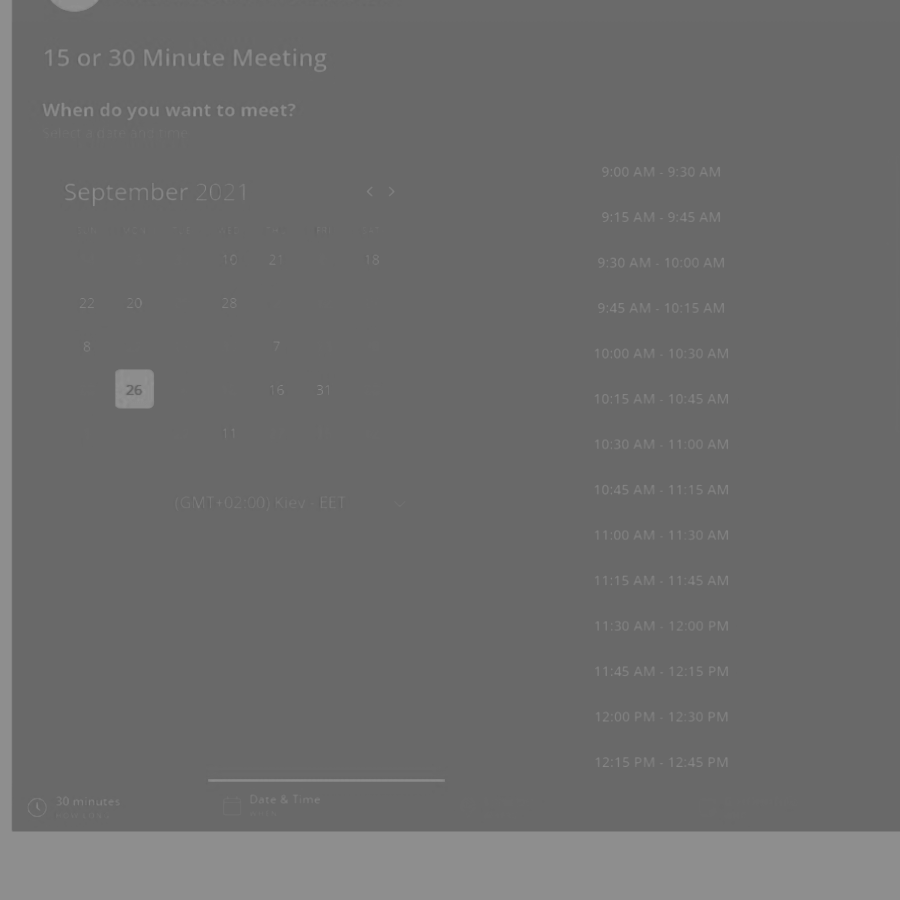 15 or 30 Minute Meeting
When do you want to meet?
Select a date and time
September 2021
10 21 18
22 20 28
8 7
26 16 31
11
(GMT+02:00) Kiev - EET
9:00 AM - 9:30 AM
9:15 AM - 9:45 AM
9:30 AM - 10:00 AM
9:45 AM - 10:15 AM
10:00 AM - 10:30 AM
10:15 AM - 10:45 AM
10:30 AM - 11:00 AM
10:45 AM - 11:15 AM
11:00 AM - 11:30 AM
11:15 AM - 11:45 AM
11:30 AM - 12:00 PM
11:45 AM - 12:15 PM
12:00 PM - 12:30 PM
12:15 PM - 12:45 PM
30 minutes
Date & Time